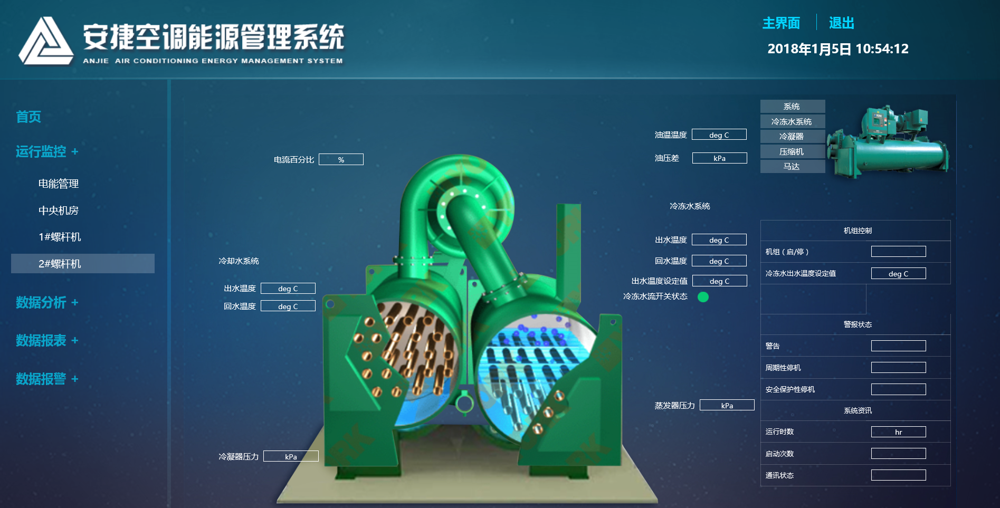 安捷空调能源管理系统
ANJIE AIR CONDITIONING ENERGY MANAGEMENT SYSTEM
主界面
退出
2018年1月5日 10:54:12
首页
运行监控 +
电能管理
中央机房
1#螺杆机
2#螺杆机
数据分析 +
数据报表 +
数据报警 +
电流百分比 %
冷却水系统
出水温度 deg C
回水温度 deg C
冷凝器压力 kPa
油温温度 deg C
油压差 kPa
冷冻水系统
出水温度 deg C
回水温度 deg C
出水温度设定值 deg C
冷冻水流开关状态
蒸发器压力 kPa
系统
冷冻水系统
冷凝器
压缩机
马达
机组控制
机组（启/停）
冷冻水出水温度设定值 deg C
警报状态
警告
周期性停机
安全保护性停机
系统资讯
运行时数 hr
启动次数
通讯状态